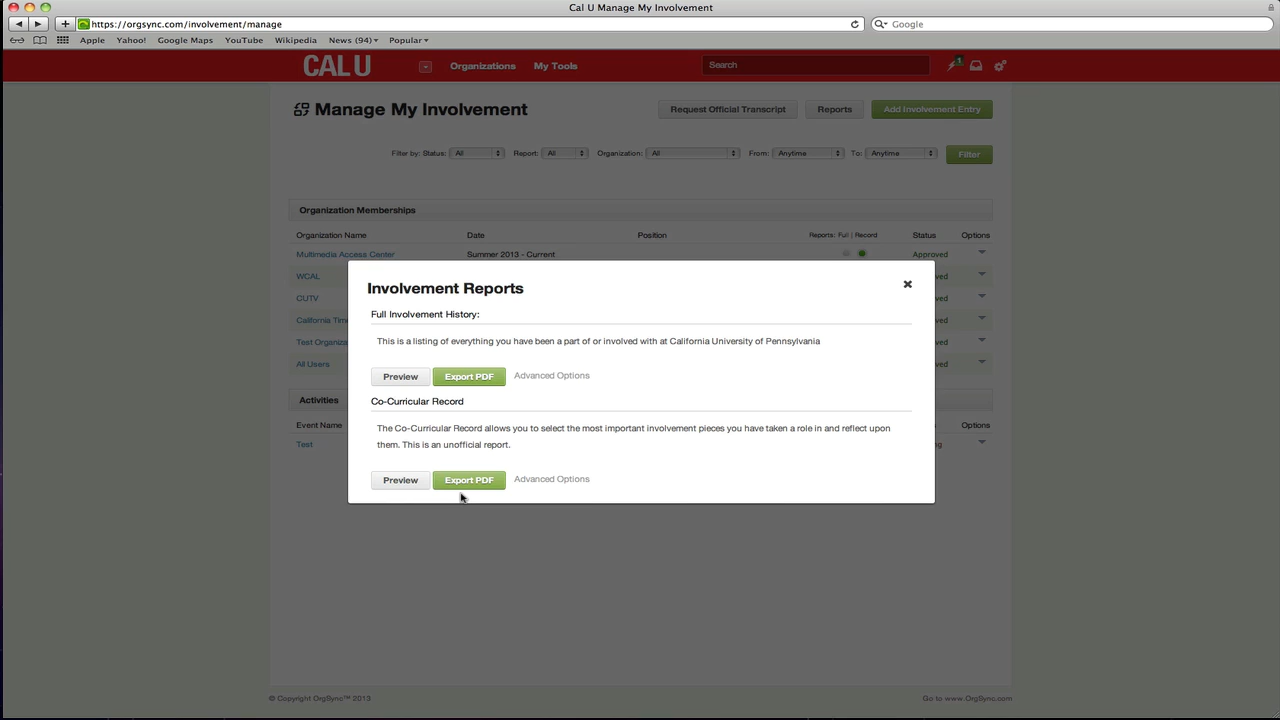 Cal U Manage My Involvement
https://orgsync.com/involvement/manage
Google
Apple Yahoo! Google Maps YouTube Wikipedia News (94) Popular
CAL U Organizations My Tools Search 1
Manage My Involvement Request Official Transcript Reports Add Involvement Entry
Filter by: Status: All Report: All Organization: All From: Anytime To: Anytime Filter
Organization Memberships
Organization Name Date Position Reports: Full | Record Status Options
Multimedia Access Center Summer 2013 - Current Approved
WCAL
CUTV
California Tim
Test Organiza
All Users
Involvement Reports
Full Involvement History:
This is a listing of everything you have been a part of or involved with at California University of Pennsylvania
Preview Export PDF Advanced Options
Co-Curricular Record
The Co-Curricular Record allows you to select the most important involvement pieces you have taken a role in and reflect upon
them. This is an unofficial report.
Preview Export PDF Advanced Options
Activities
Event Name Options
Test
© Copyright OrgSync™ 2013 Go to www.OrgSync.com